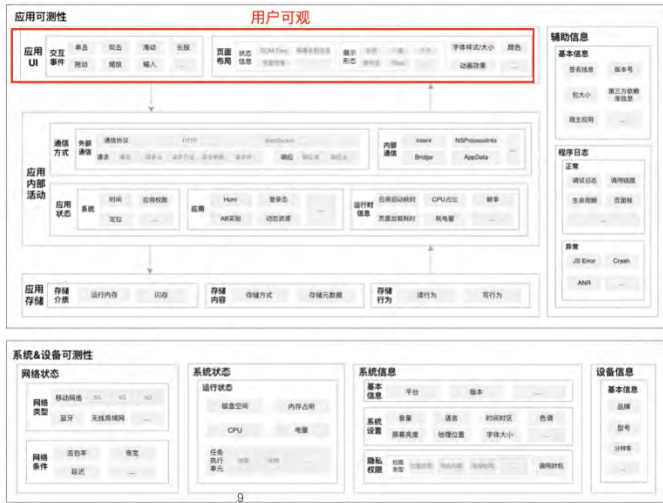 用户可观
应用可测性
应用UI
交互事件
单击 双击 滑动 长按
拖动 缩放 输入 ...
页面布局
状态信息
DOM Tree
展示形态
字体样式/大小 颜色
动画效果 ...
应用内部活动
通信方式
外部通信
通信协议 HTTP
请求
响应
内部通信
Intent NSProcessInfo
Bridge AppData
...
应用状态
系统
时间 应用权限
定位 ...
应用
Horn 登录态
AB实验 动态资源
...
运行时信息
应用启动耗时 CPU占比 帧率
页面加载耗时 耗电量 ...
应用存储
存储介质
运行内存 闪存
存储内容
存储方式 存储元数据
存储行为
读行为 写行为
辅助信息
基本信息
签名信息 版本号
包大小 第三方依赖库信息
宿主应用 ...
程序日志
正常
调试日志 调用链路
生命周期 页面栈
...
异常
JS Error Crash
ANR ...
系统&设备可测性
网络状态
网络类型
移动网络
蓝牙 无线局域网 ...
网络条件
丢包率 带宽
延迟 ...
系统状态
运行状态
磁盘空间 内存占用
CPU 电量
任务执行单元
...
系统信息
基本信息
平台 版本 ...
系统设置
音量 语言 时间时区 色调
屏幕亮度 地理位置 字体大小 ...
隐私权限
权限类型
调用时机
设备信息
基本信息
品牌
型号
分辨率
...
9